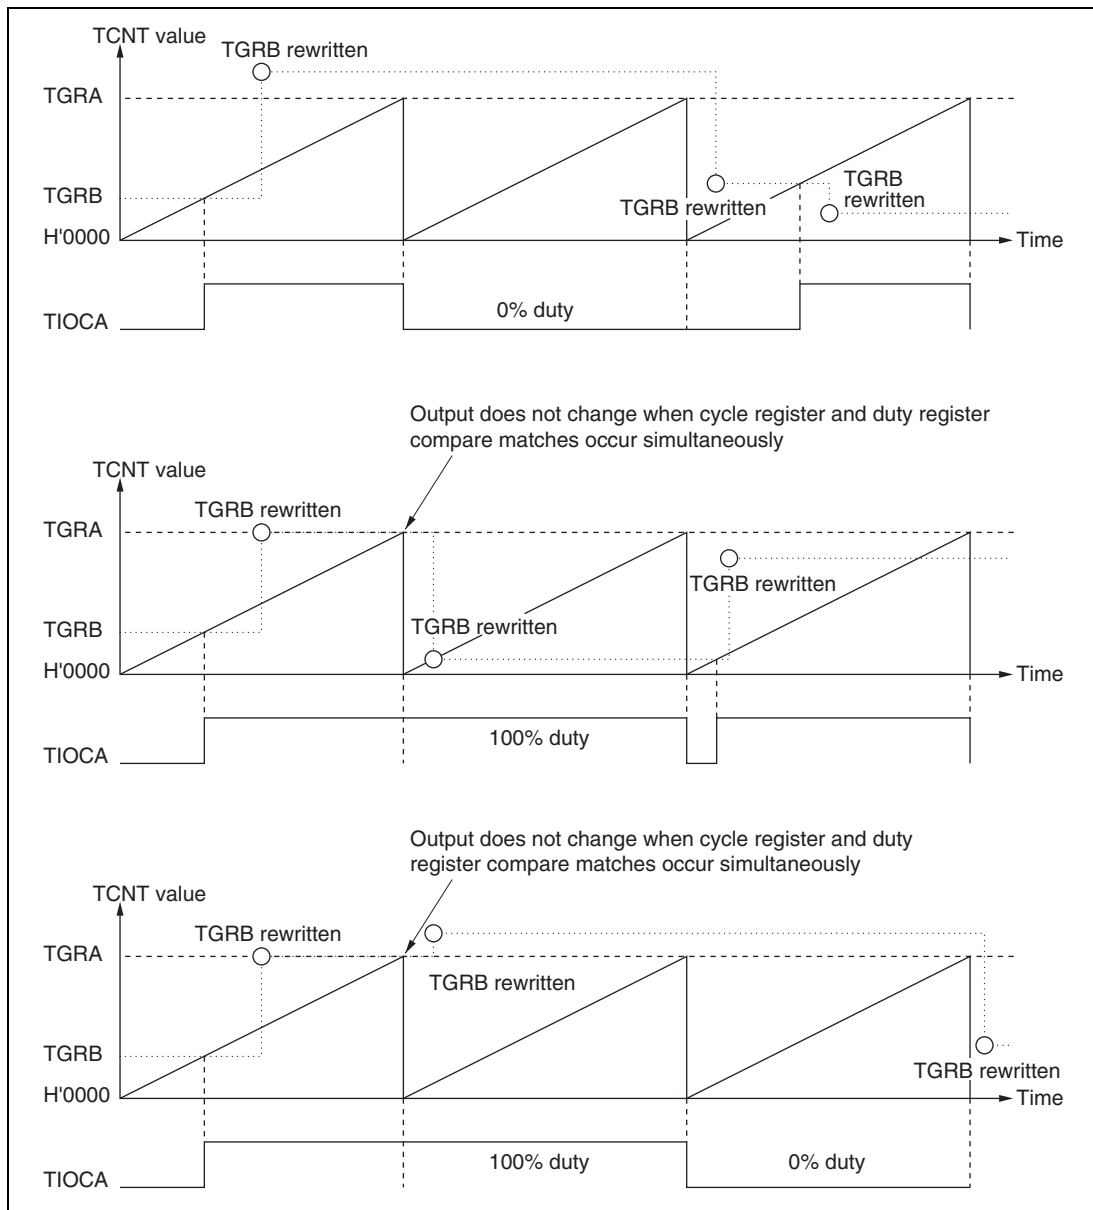 TCNT value
TGRB rewritten
TGRA
TGRB
TGRB rewritten
TGRB
rewritten
H'0000
Time
TIOCA
0% duty
Output does not change when cycle register and duty register
compare matches occur simultaneously
TCNT value
TGRB rewritten
TGRA
TGRB rewritten
TGRB
TGRB rewritten
H'0000
Time
TIOCA
100% duty
Output does not change when cycle register and duty
register compare matches occur simultaneously
TCNT value
TGRB rewritten
TGRA
TGRB rewritten
TGRB
TGRB rewritten
H'0000
Time
TIOCA
100% duty
0% duty